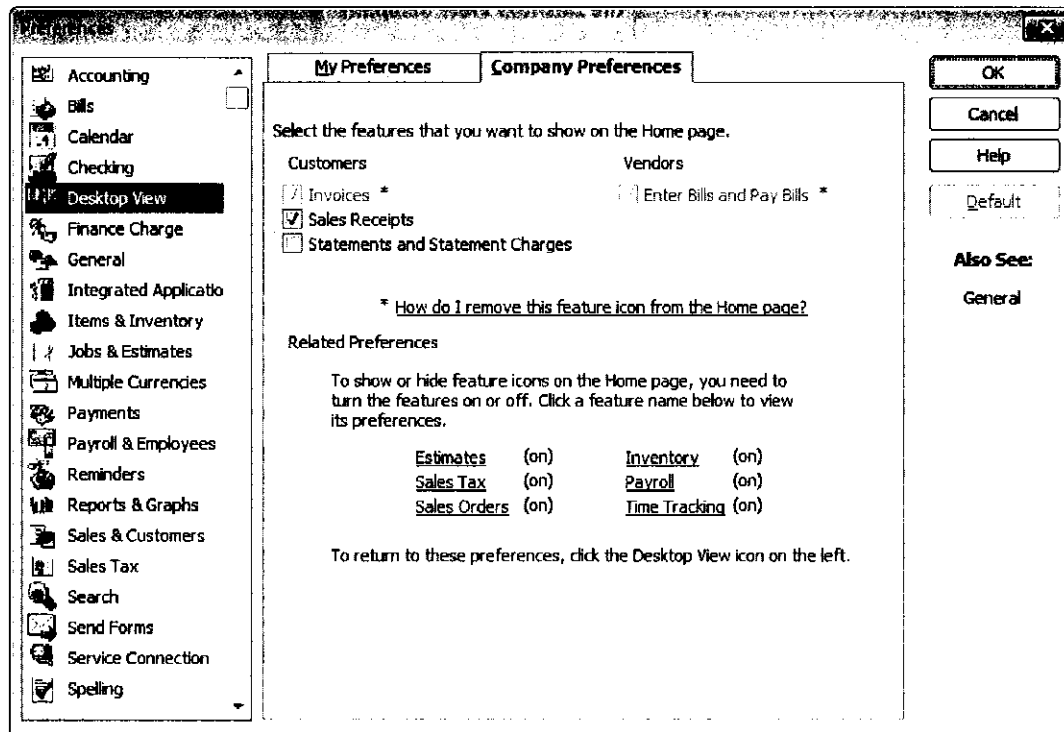 Preferences
Accounting
Bills
Calendar
Checking
Desktop View
Finance Charge
General
Integrated Applicatio
Items & Inventory
Jobs & Estimates
Multiple Currencies
Payments
Payroll & Employees
Reminders
Reports & Graphs
Sales & Customers
Sales Tax
Search
Send Forms
Service Connection
Spelling
My Preferences Company Preferences
Select the features that you want to show on the Home page.
Customers Vendors
Invoices * Enter Bills and Pay Bills *
Sales Receipts
Statements and Statement Charges
* How do I remove this feature icon from the Home page?
Related Preferences
To show or hide feature icons on the Home page, you need to
turn the features on or off. Click a feature name below to view
its preferences.
Estimates (on) Inventory (on)
Sales Tax (on) Payroll (on)
Sales Orders (on) Time Tracking (on)
To return to these preferences, click the Desktop View icon on the left.
OK
Cancel
Help
Default
Also See:
General